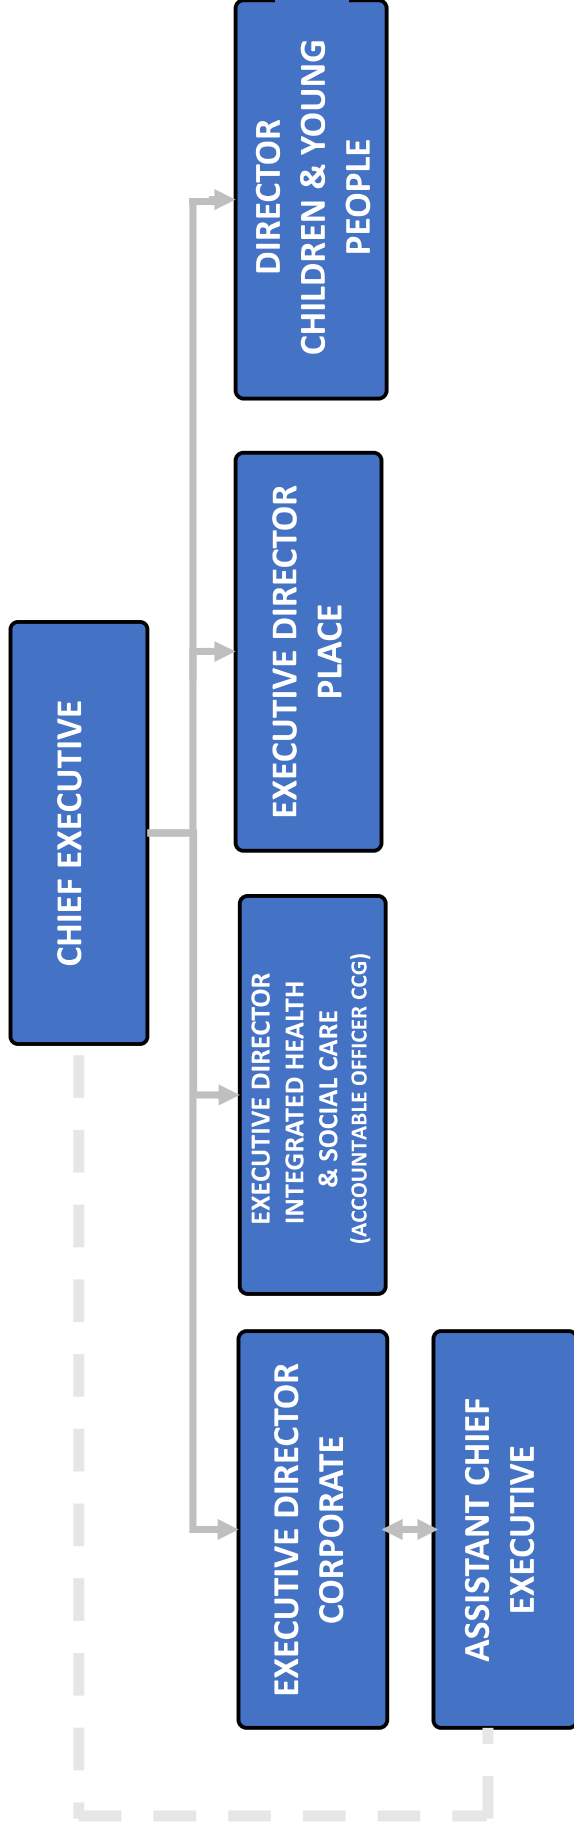 CHIEF EXECUTIVE
EXECUTIVE DIRECTOR
CORPORATE
EXECUTIVE DIRECTOR
INTEGRATED HEALTH
& SOCIAL CARE
(ACCOUNTABLE OFFICER CCG)
EXECUTIVE DIRECTOR
PLACE
DIRECTOR
CHILDREN & YOUNG
PEOPLE
ASSISTANT CHIEF
EXECUTIVE